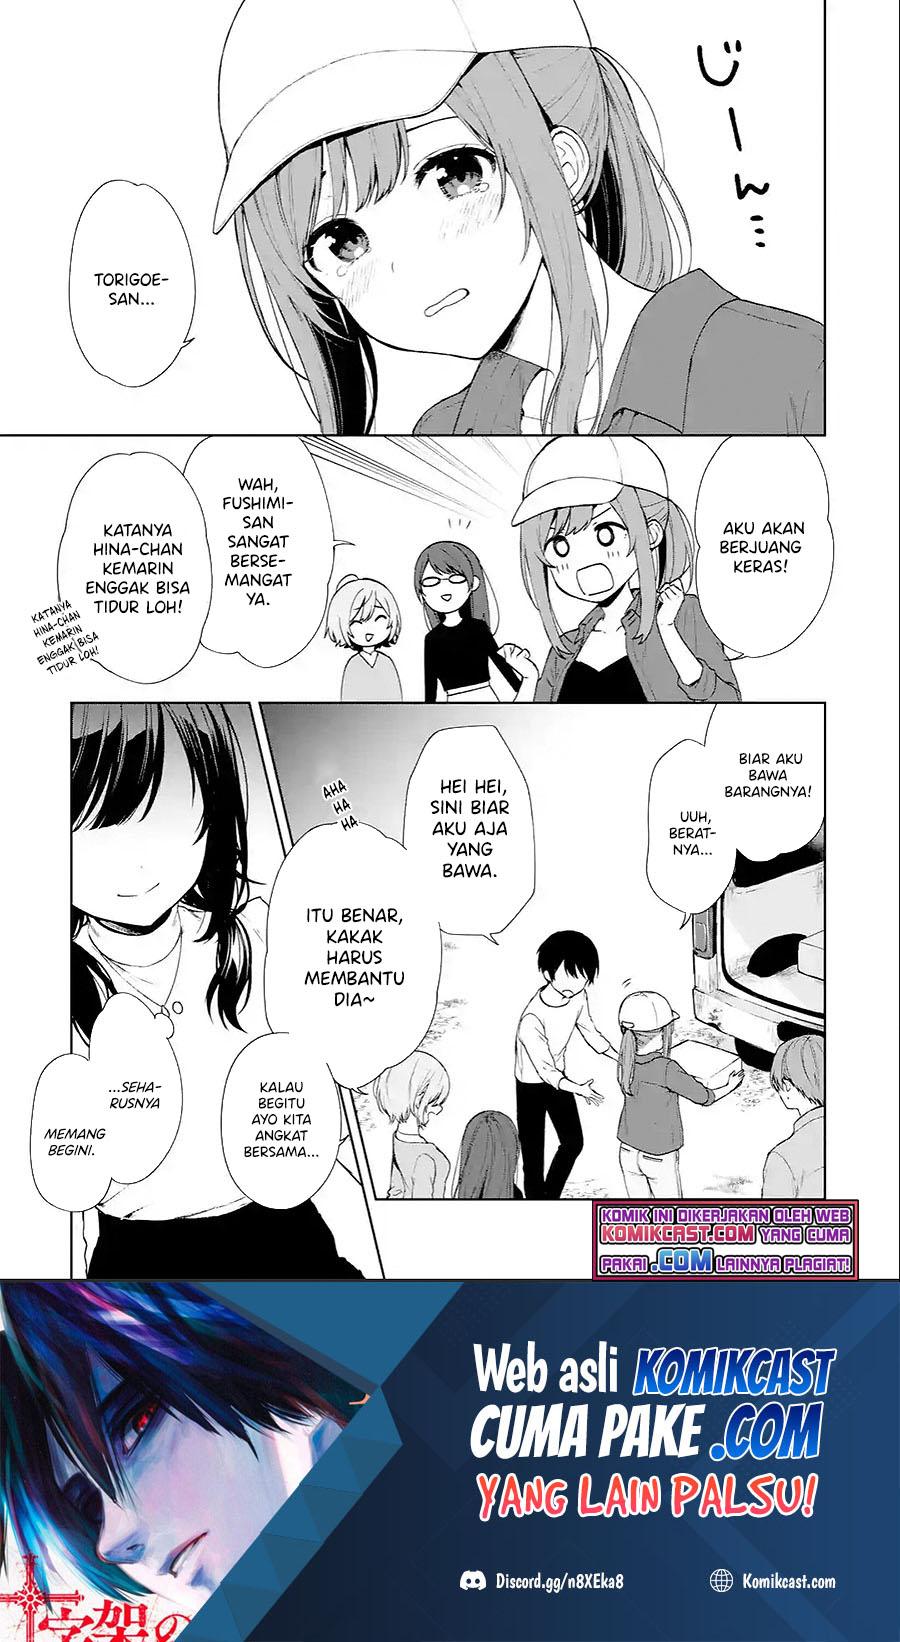 じーん…
TORIGOE-
SAN...
AKU AKAN
BERJUANG
KERAS!
WAH,
FUSHIMI-
SAN
SANGAT
BERSE-
MANGAT
YA.
KATANYA
HINA-CHAN
KEMARIN
ENGGAK BISA
TIDUR LOH!
KATANYA
HINA-CHAN
KEMARIN
ENGGAK BISA
TIDUR LOH!
BIAR AKU
BAWA
BARANGNYA!
UUH,
BERAT-
NYA...
HEI HEI,
SINI BIAR
AKU AJA
YANG
BAWA.
AHA
HA
HA
ITU BENAR,
KAKAK
HARUS
MEMBANTU
DIA~
KALAU
BEGITU
AYO KITA
ANGKAT
BERSAMA...
...SEHA-
RUSNYA
MEMANG
BEGINI.
KOMIK INI DIKERJAKAN OLEH WEB
KOMIKCAST.COM YANG CUMA
PAKAI .COM LAINNYA PLAGIAT!
Web asli KOMIKCAST
CUMA PAKE .COM
YANG LAIN PALSU!
Discord.gg/n8XEka8
Komikcast.com
十字架の